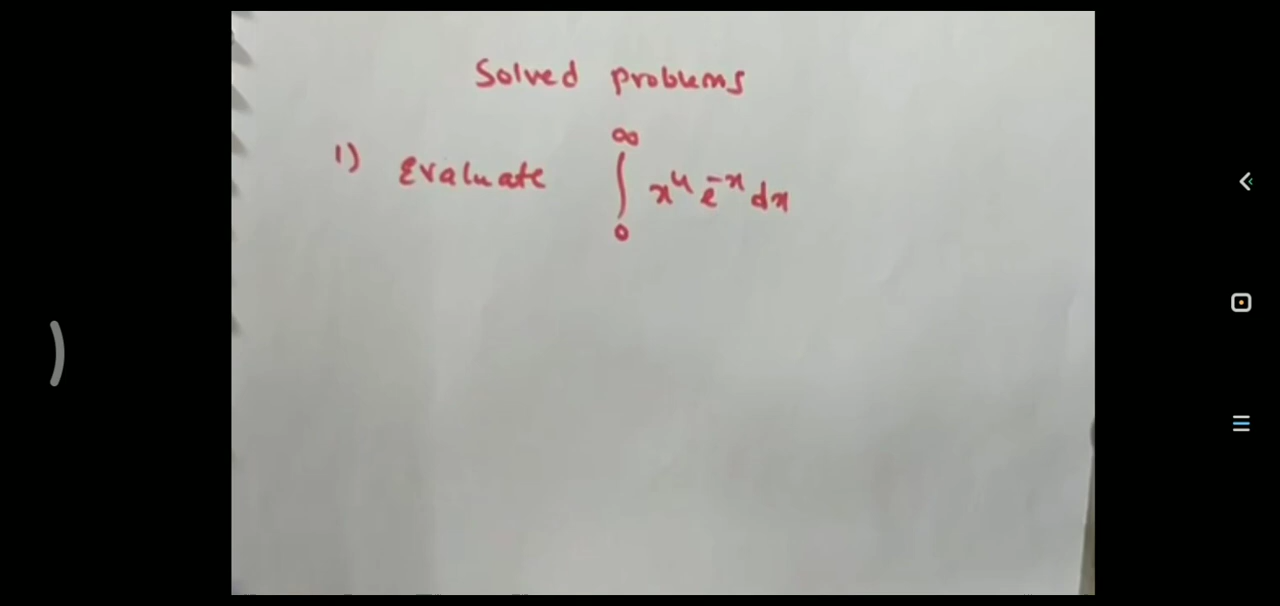 Solved problems
1) Evaluate ∫₀^∞ x⁴ e⁻ˣ dx